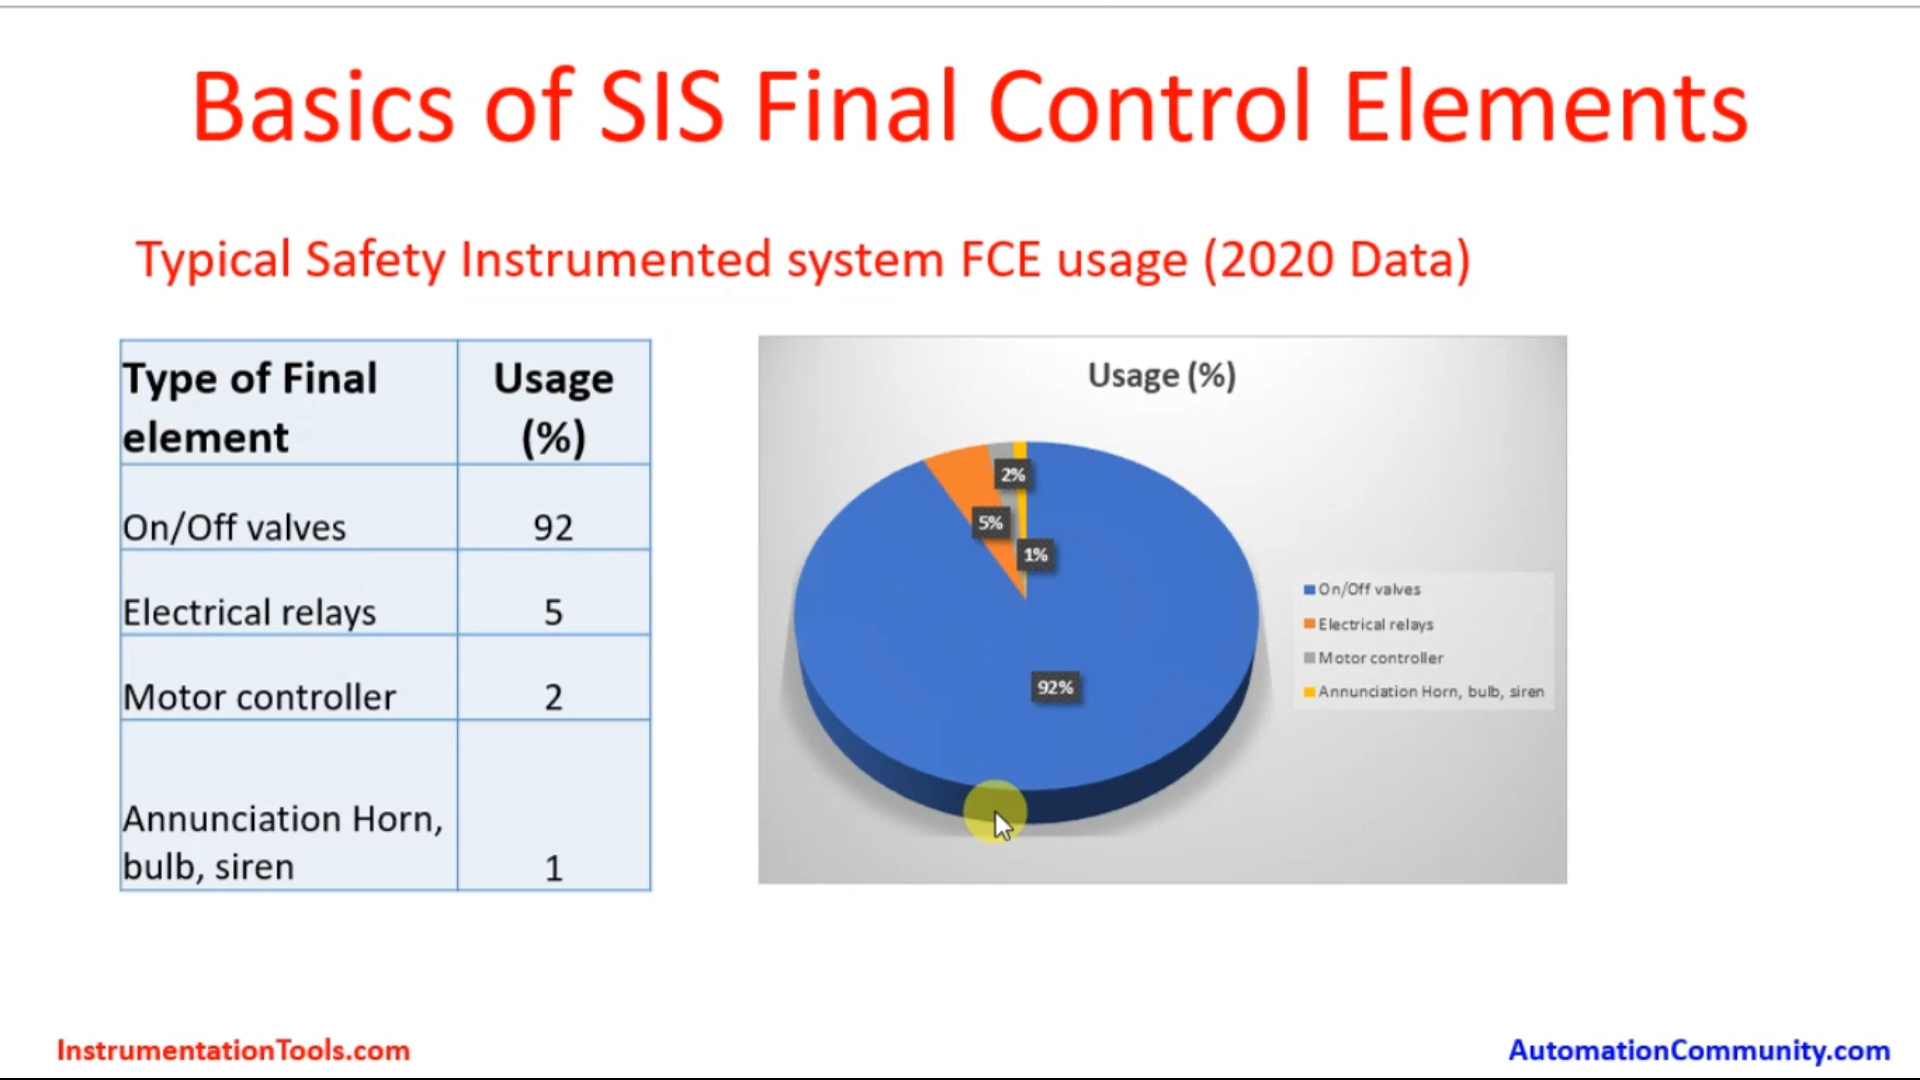 Basics of SIS Final Control Elements
Typical Safety Instrumented system FCE usage (2020 Data)
Type of Final
element
Usage
(%)
On/Off valves 92
Electrical relays 5
Motor controller 2
Annunciation Horn,
bulb, siren 1
Usage (%)
2%
5%
1%
92%
On/Off valves
Electrical relays
Motor controller
Annunciation Horn, bulb, siren
InstrumentationTools.com
AutomationCommunity.com